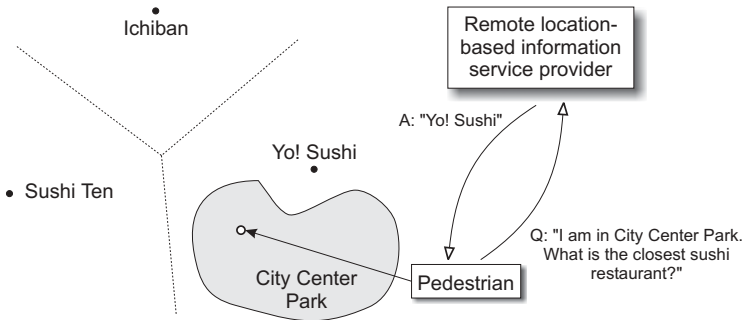 Ichiban
Remote location-
based information
service provider
A: "Yo! Sushi"
Yo! Sushi
Sushi Ten
Q: "I am in City Center Park.
What is the closest sushi
restaurant?"
City Center
Park
Pedestrian